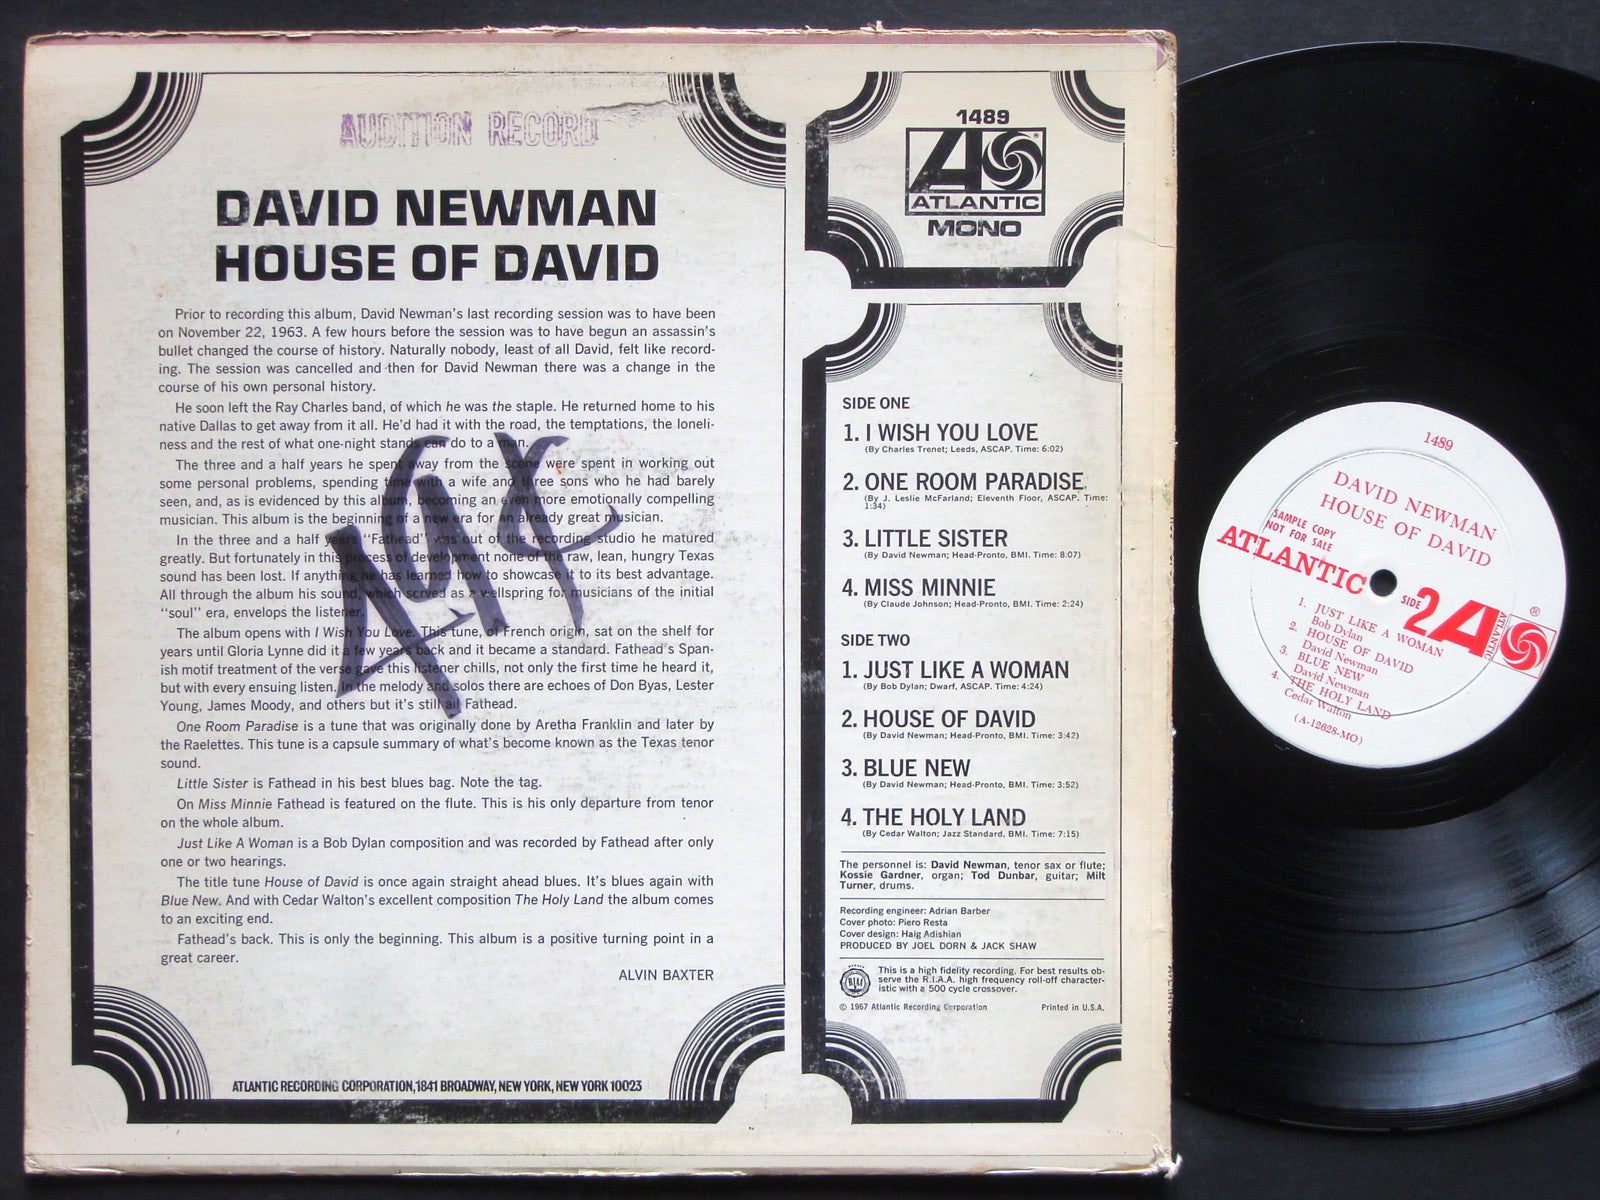 AUDITION RECORD
DAVID NEWMAN
HOUSE OF DAVID
Prior to recording this album, David Newman's last recording session was to have been
on November 22, 1963. A few hours before the session was to have begun an assassin's
bullet changed the course of history. Naturally nobody, least of all David, felt like record-
ing. The session was cancelled and then for David Newman there was a change in the
course of his own personal history.
He soon left the Ray Charles band, of which he was the staple. He returned home to his
native Dallas to get away from it all. He'd had it with the road, the temptations, the loneli-
ness and the rest of what one-night stands can do to a man.
The three and a half years he spent away from the scene were spent in working out
some personal problems, spending time with a wife and three sons who he had barely
seen, and, as is evidenced by this album, becoming an even more emotionally compelling
musician. This album is the beginning of a new era for an already great musician.
In the three and a half years "Fathead" was out of the recording studio he matured
greatly. But fortunately in this process of development none of the raw, lean, hungry Texas
sound has been lost. If anything he has learned how to showcase it to its best advantage.
All through the album his sound, which served as a wellspring for musicians of the initial
"soul" era, envelops the listener.
The album opens with I Wish You Love. This tune, of French origin, sat on the shelf for
years until Gloria Lynne did it a few years back and it became a standard. Fathead's Span-
ish motif treatment of the verse gave this listener chills, not only the first time he heard it,
but with every ensuing listen. In the melody and solos there are echoes of Don Byas, Lester
Young, James Moody, and others but it's still all Fathead.
One Room Paradise is a tune that was originally done by Aretha Franklin and later by
the Raelettes. This tune is a capsule summary of what's become known as the Texas tenor
sound.
Little Sister is Fathead in his best blues bag. Note the tag.
On Miss Minnie Fathead is featured on the flute. This is his only departure from tenor
on the whole album.
Just Like A Woman is a Bob Dylan composition and was recorded by Fathead after only
one or two hearings.
The title tune House of David is once again straight ahead blues. It's blues again with
Blue New. And with Cedar Walton's excellent composition The Holy Land the album comes
to an exciting end.
Fathead's back. This is only the beginning. This album is a positive turning point in a
great career.
ALVIN BAXTER
ATLANTIC RECORDING CORPORATION, 1841 BROADWAY, NEW YORK, NEW YORK 10023
1489
ATLANTIC
MONO
SIDE ONE
1. I WISH YOU LOVE
(By Charles Trenet; Leeds, ASCAP. Time: 6:02)
2. ONE ROOM PARADISE
(By J. Leslie McFarland; Eleventh Floor, ASCAP. Time:
1:34)
3. LITTLE SISTER
(By David Newman; Head-Pronto, BMI. Time: 8:07)
4. MISS MINNIE
(By Claude Johnson; Head-Pronto, BMI. Time: 2:24)
SIDE TWO
1. JUST LIKE A WOMAN
(By Bob Dylan; Dwarf, ASCAP. Time: 4:24)
2. HOUSE OF DAVID
(By David Newman; Head-Pronto, BMI. Time: 3:42)
3. BLUE NEW
(By David Newman; Head-Pronto, BMI. Time: 3:52)
4. THE HOLY LAND
(By Cedar Walton; Jazz Standard, BMI. Time: 7:15)
The personnel is: David Newman, tenor sax or flute;
Kossie Gardner, organ; Tod Dunbar, guitar; Milt
Turner, drums.
Recording engineer: Adrian Barber
Cover photo: Piero Resta
Cover design: Haig Adishian
PRODUCED BY JOEL DORN & JACK SHAW
This is a high fidelity recording. For best results ob-
serve the R.I.A.A. high frequency roll-off character-
istic with a 500 cycle crossover.
© 1967 Atlantic Recording Corporation
Printed in U.S.A.
1489
DAVID NEWMAN
HOUSE OF DAVID
SAMPLE COPY
NOT FOR SALE
ATLANTIC
SIDE 2
ATLANTIC
®
1. JUST LIKE A WOMAN
Bob Dylan
2. HOUSE OF DAVID
David Newman
3. BLUE NEW
David Newman
4. THE HOLY LAND
Cedar Walton
(A-12628-MO)